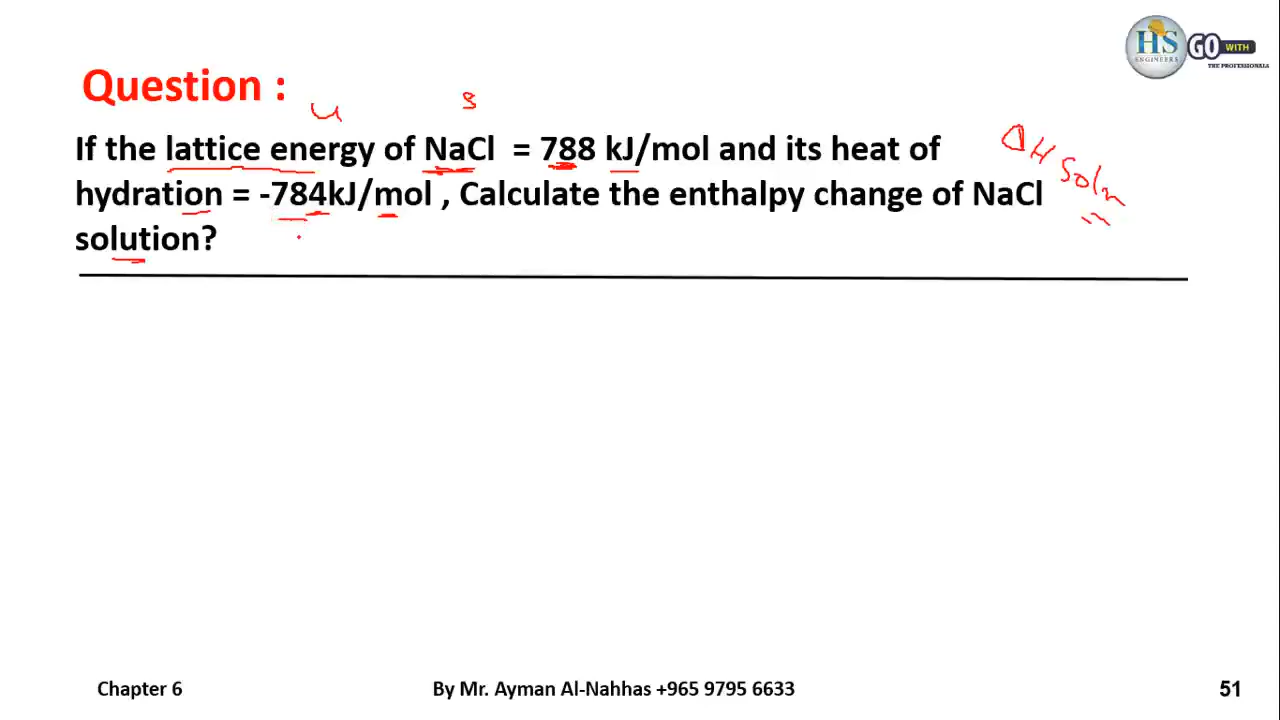 HS
ENGINEERS
GO WITH
THE PROFESSIONALS
Question :
U
s
If the lattice energy of NaCl = 788 kJ/mol and its heat of
ΔH soln
hydration = -784kJ/mol , Calculate the enthalpy change of NaCl
solution?
Chapter 6
By Mr. Ayman Al-Nahhas +965 9795 6633
51